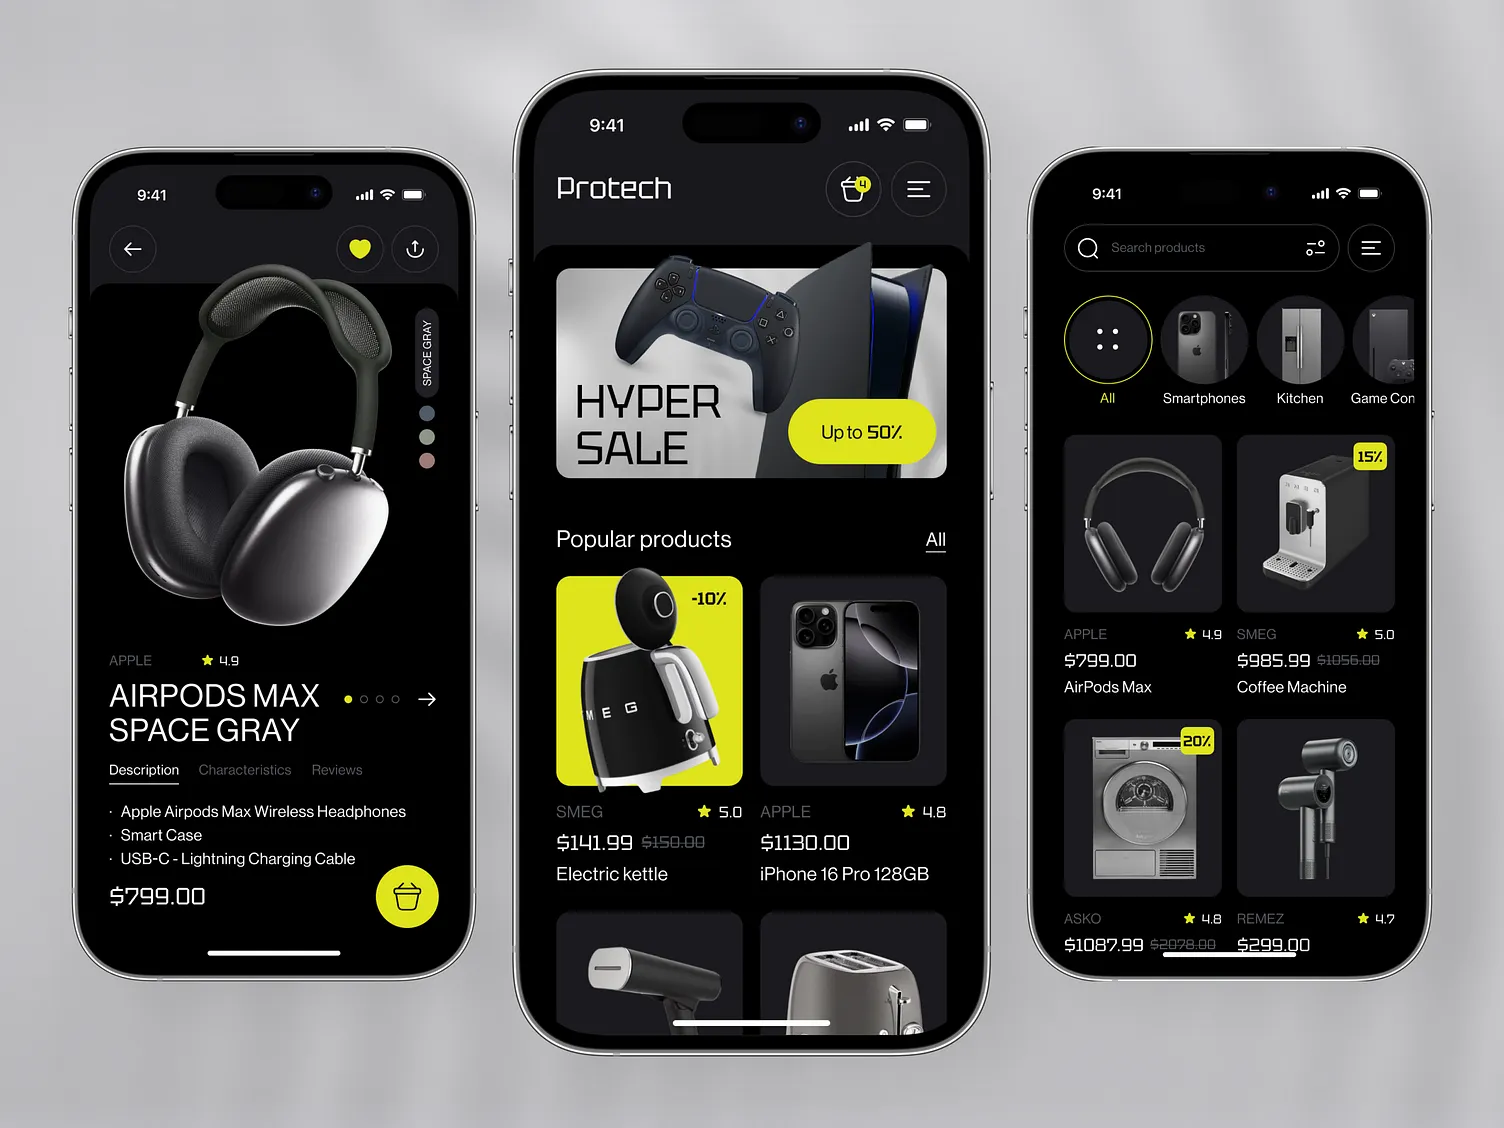 9:41
SPACE GRAY
APPLE ★ 4.9
AIRPODS MAX
SPACE GRAY
Description Characteristics Reviews
· Apple Airpods Max Wireless Headphones
· Smart Case
· USB-C - Lightning Charging Cable
$799.00
9:41
Protech
4
HYPER
SALE
Up to 50%
Popular products All
-10%
MEG
SMEG ★ 5.0
$141.99 $150.00
Electric kettle
APPLE ★ 4.8
$1130.00
iPhone 16 Pro 128GB
9:41
Search products
All Smartphones Kitchen Game Con
15%
APPLE ★ 4.9
$799.00
AirPods Max
SMEG ★ 5.0
$985.99 $1056.00
Coffee Machine
20%
ASKO ★ 4.8
$1087.99 $2078.00
REMEZ ★ 4.7
$299.00